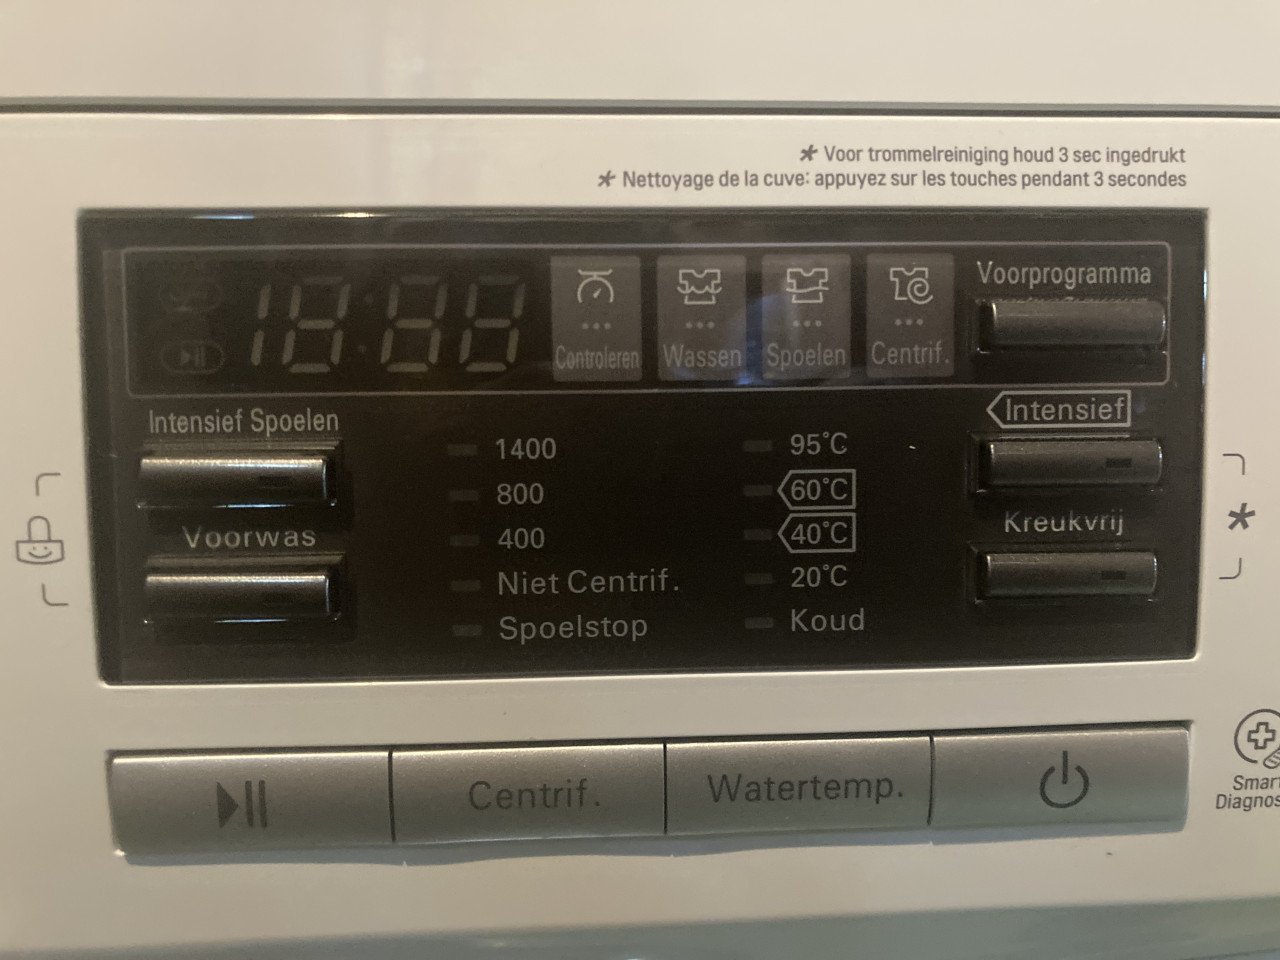 * Voor trommelreiniging houd 3 sec ingedrukt
* Nettoyage de la cuve: appuyez sur les touches pendant 3 secondes
18:88
Controleren
Wassen
Spoelen
Centrif.
Voorprogramma
Intensief Spoelen
Voorwas
1400
800
400
Niet Centrif.
Spoelstop
95°C
60°C
40°C
20°C
Koud
Intensief
Kreukvrij
*
Centrif.
Watertemp.
Smart
Diagnos